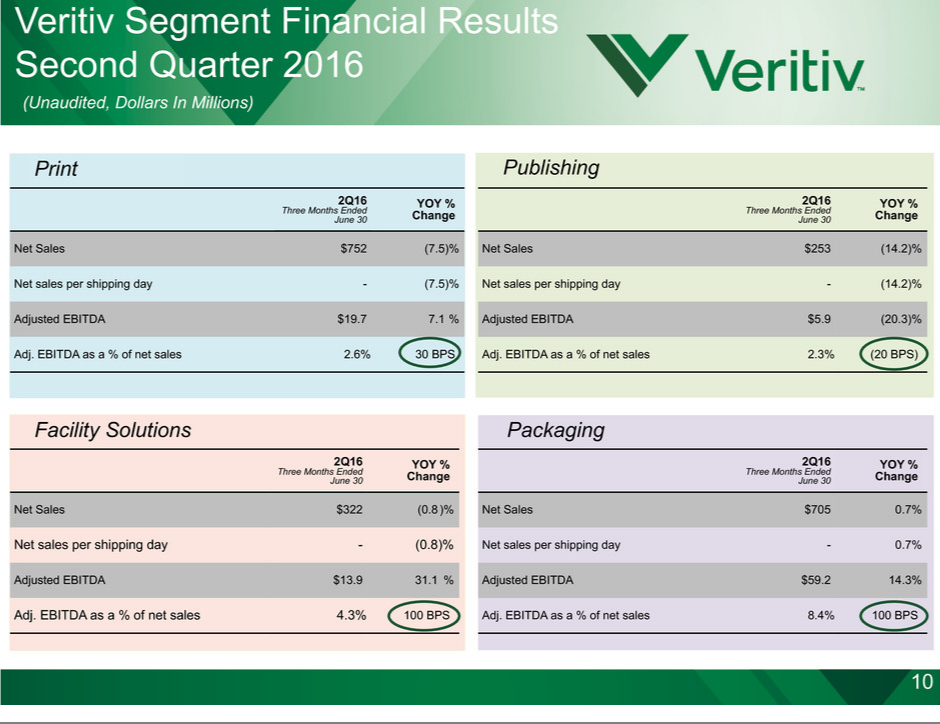 Veritiv Segment Financial Results
Second Quarter 2016
(Unaudited, Dollars In Millions)
Veritiv™
Print
2Q16 YOY %
Three Months Ended Change
June 30
Net Sales $752 (7.5)%
Net sales per shipping day - (7.5)%
Adjusted EBITDA $19.7 7.1 %
Adj. EBITDA as a % of net sales 2.6% 30 BPS
Publishing
2Q16 YOY %
Three Months Ended Change
June 30
Net Sales $253 (14.2)%
Net sales per shipping day - (14.2)%
Adjusted EBITDA $5.9 (20.3)%
Adj. EBITDA as a % of net sales 2.3% (20 BPS)
Facility Solutions
2Q16 YOY %
Three Months Ended Change
June 30
Net Sales $322 (0.8)%
Net sales per shipping day - (0.8)%
Adjusted EBITDA $13.9 31.1 %
Adj. EBITDA as a % of net sales 4.3% 100 BPS
Packaging
2Q16 YOY %
Three Months Ended Change
June 30
Net Sales $705 0.7%
Net sales per shipping day - 0.7%
Adjusted EBITDA $59.2 14.3%
Adj. EBITDA as a % of net sales 8.4% 100 BPS
10